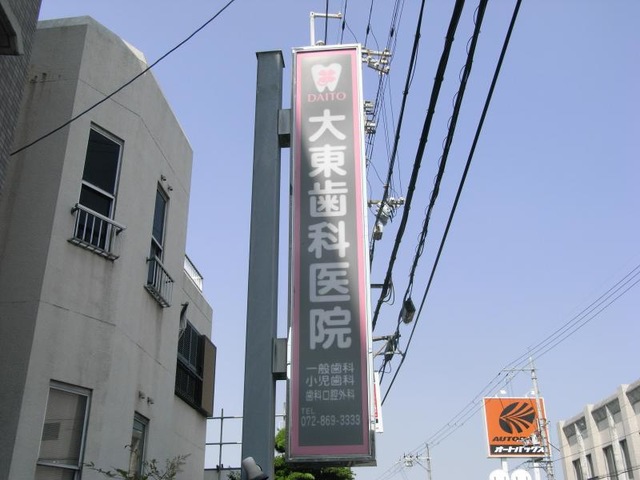 DAITO
大東歯科医院
一般歯科
小児歯科
歯科口腔外科
TEL
072-869-3333
オートバックス